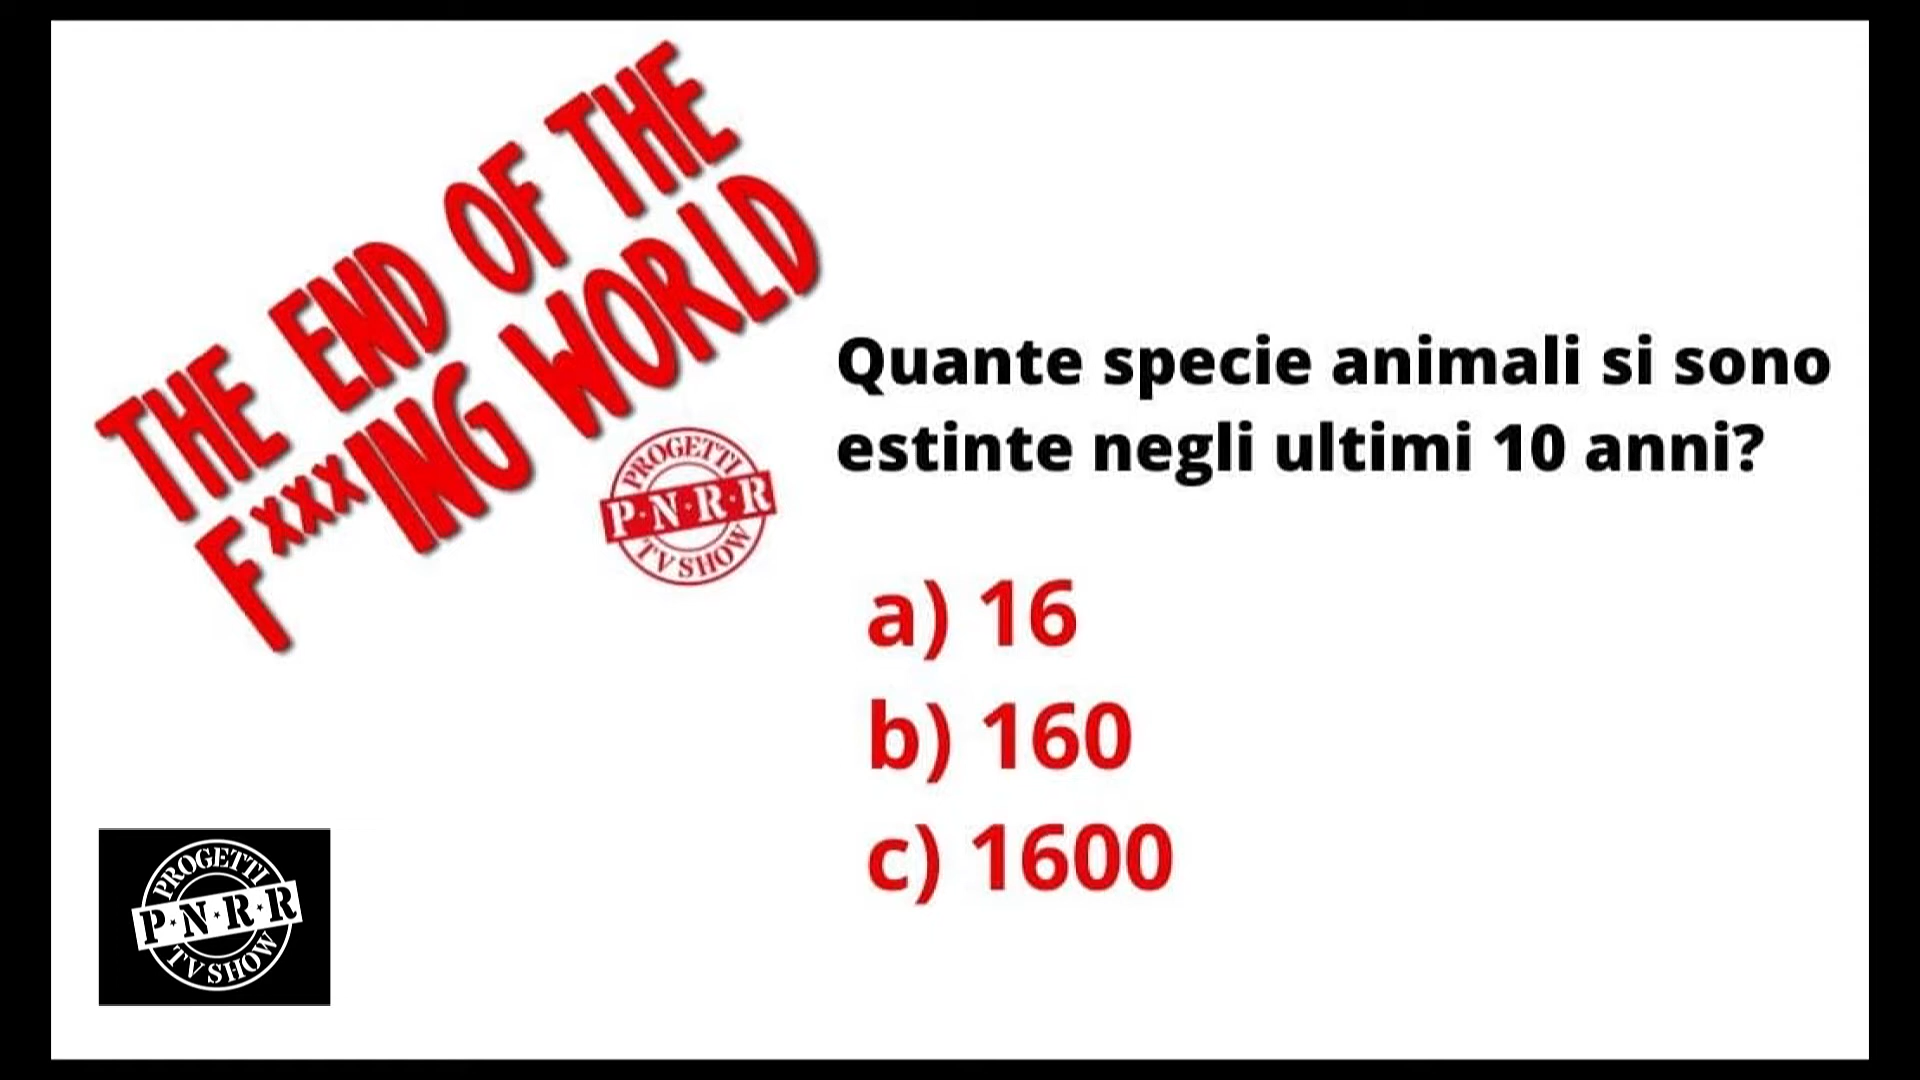 THE END OF THE
FXXXING WORLD
PROGETTI
P·N·R·R
TV SHOW
Quante specie animali si sono
estinte negli ultimi 10 anni?
a) 16
b) 160
c) 1600
PROGETTI
P·N·R·R
TV SHOW